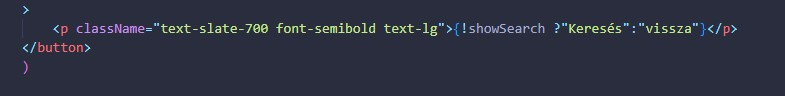 >
<p className="text-slate-700 font-semibold text-lg">{!showSearch ?"Keresés":"vissza"}</p>
</button>
)